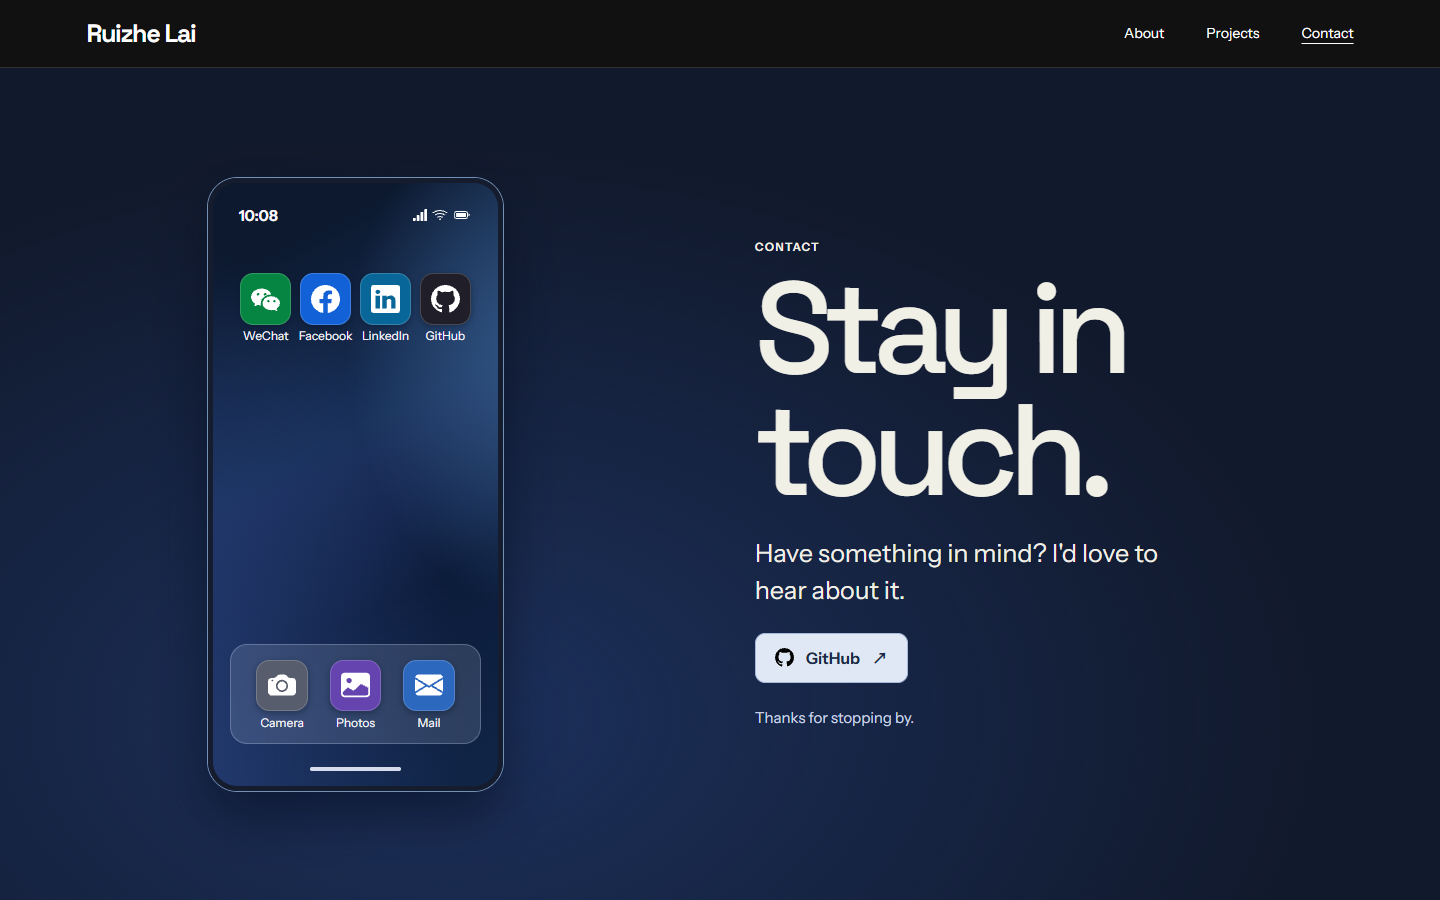 Ruizhe Lai
About
Projects
Contact
10:08
WeChat
Facebook
LinkedIn
GitHub
Camera
Photos
Mail
CONTACT
Stay in
touch.
Have something in mind? I'd love to
hear about it.
GitHub ↗
Thanks for stopping by.